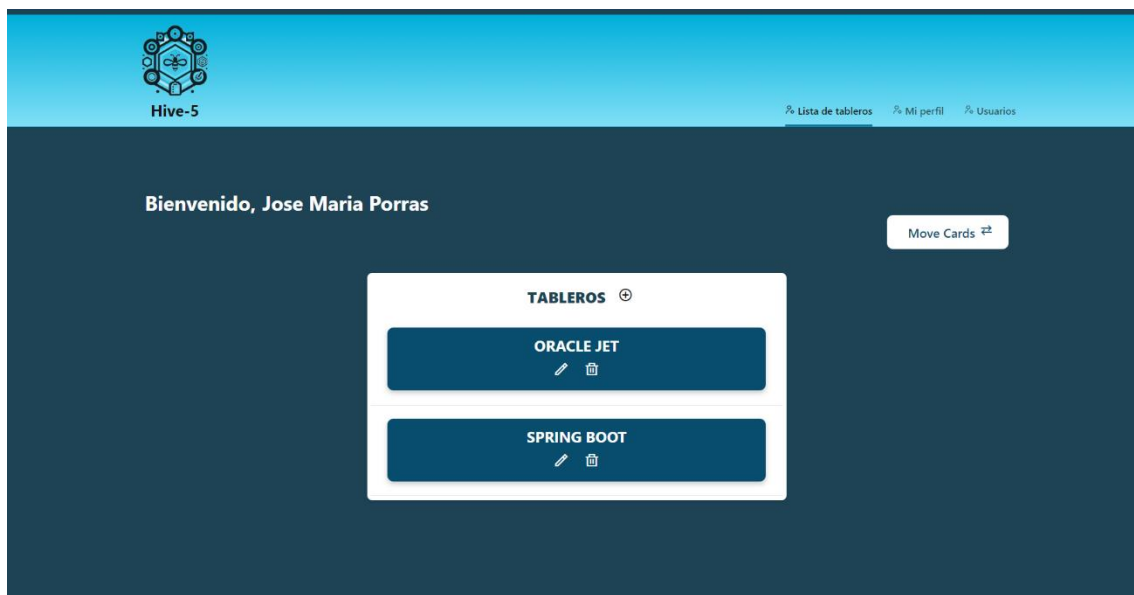 Hive-5
Lista de tableros Mi perfil Usuarios
Bienvenido, Jose Maria Porras
Move Cards
TABLEROS
ORACLE JET
SPRING BOOT